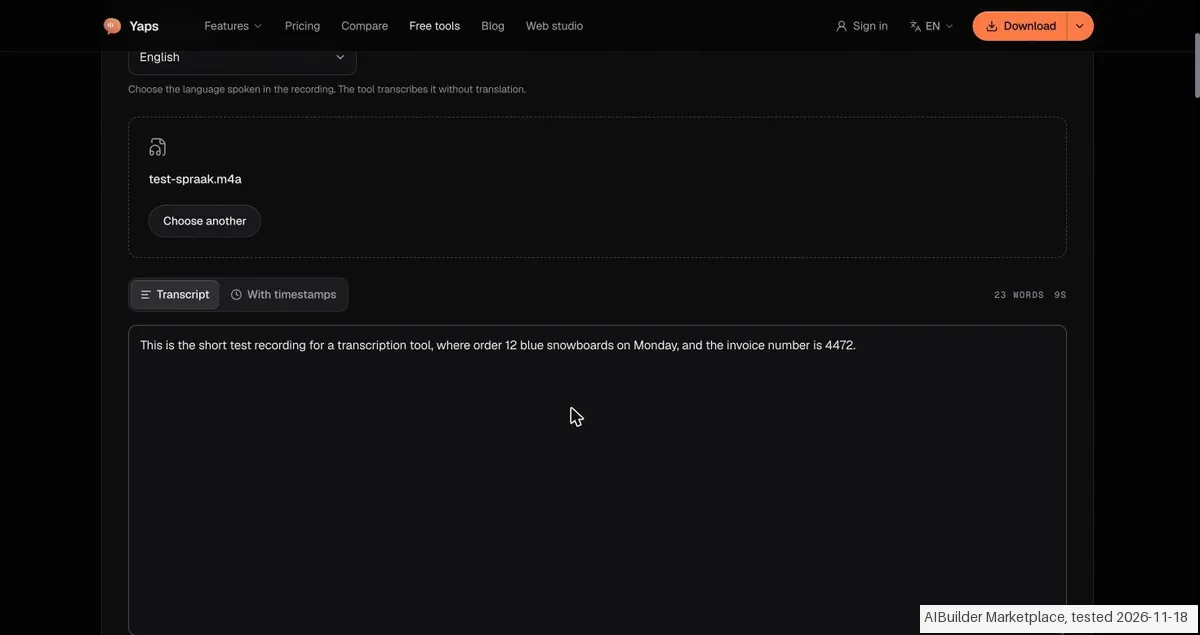 Yaps
Features
Pricing
Compare
Free tools
Blog
Web studio
Sign in
EN
Download
English
Choose the language spoken in the recording. The tool transcribes it without translation.
test-spraak.m4a
Choose another
Transcript
With timestamps
23 WORDS 9S
This is the short test recording for a transcription tool, where order 12 blue snowboards on Monday, and the invoice number is 4472.
AIBuilder Marketplace, tested 2026-11-18